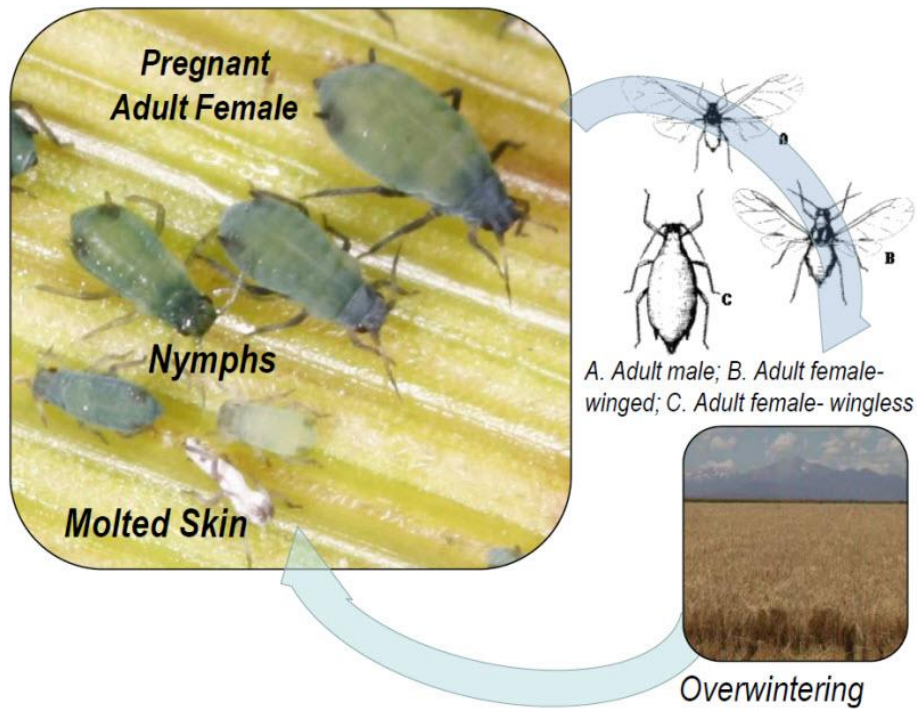 Pregnant
Adult Female
Nymphs
Molted Skin
A
B
C
A. Adult male; B. Adult female-
winged; C. Adult female- wingless
Overwintering